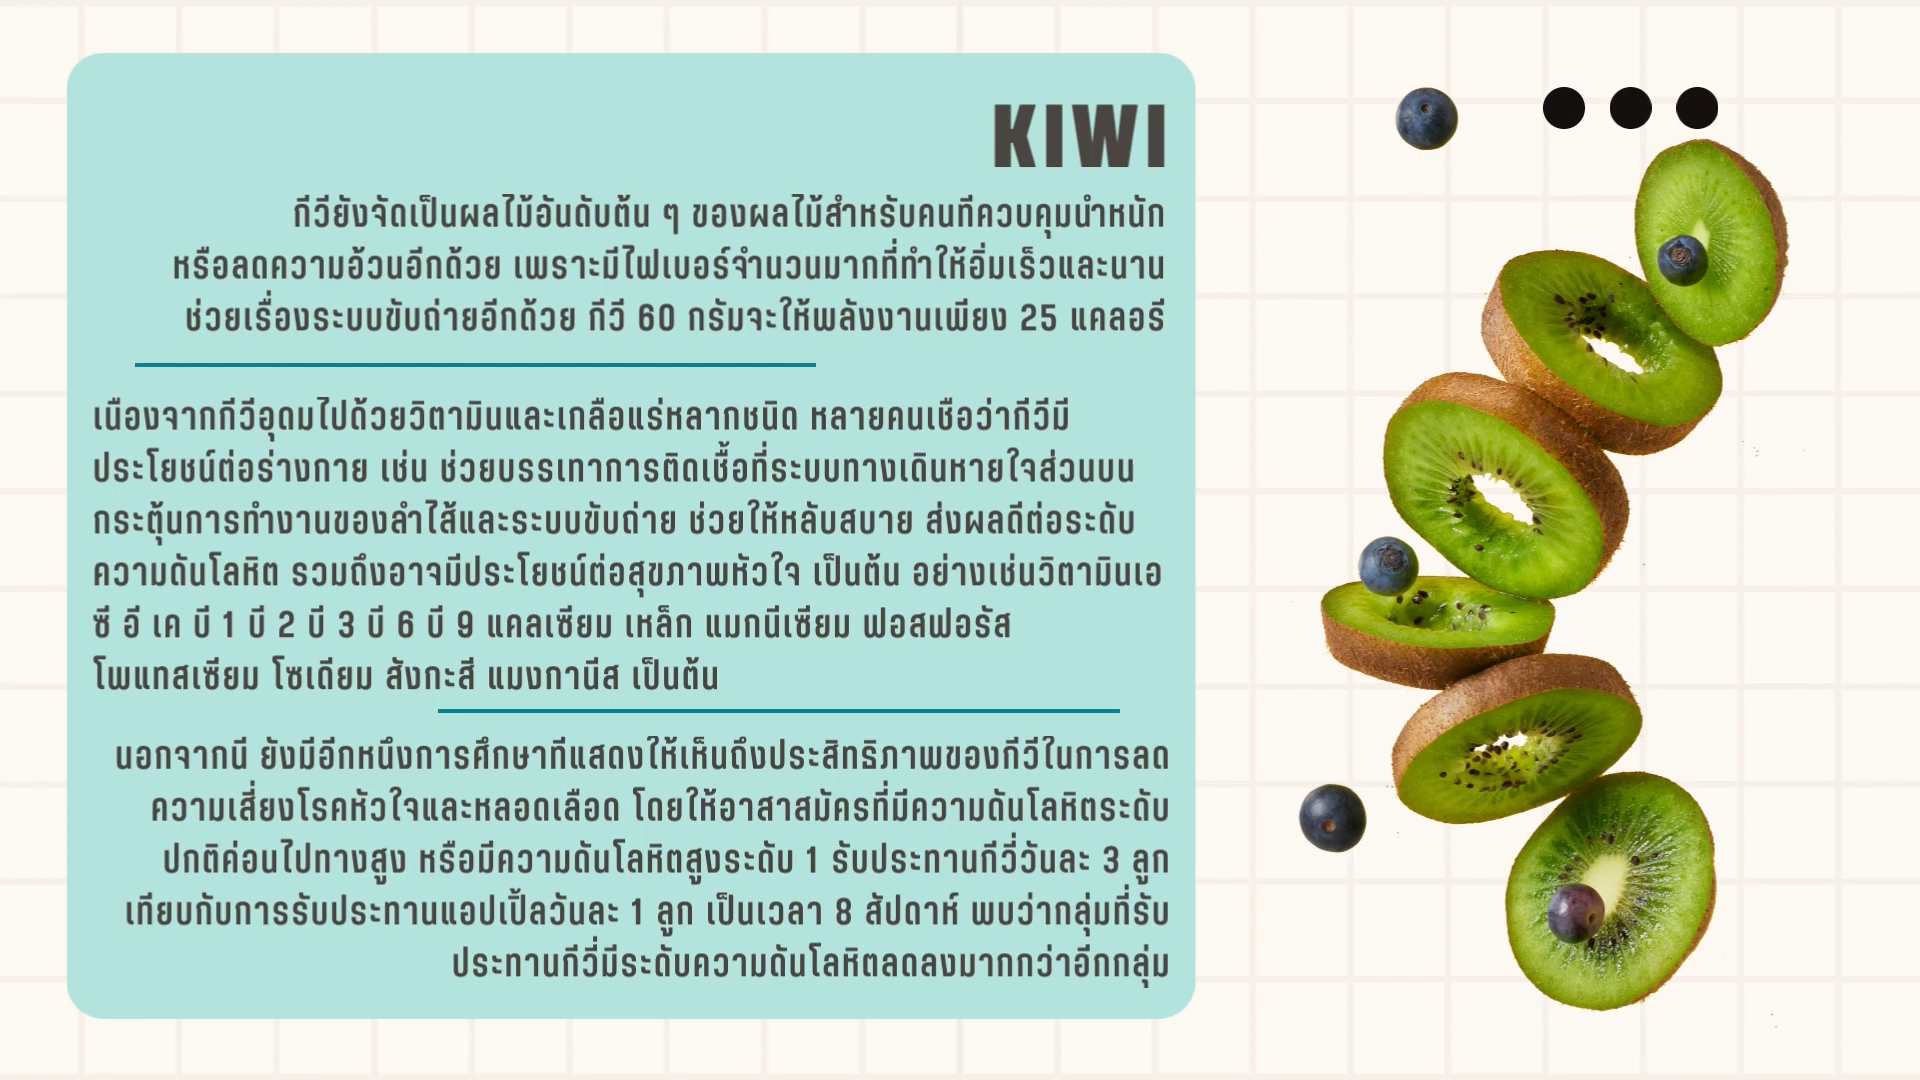 KIWI
กีวียังจัดเป็นผลไม้อันดับต้น ๆ ของผลไม้สำหรับคนที่ควบคุมน้ำหนัก
หรือลดความอ้วนอีกด้วย เพราะมีไฟเบอร์จำนวนมากที่ทำให้อิ่มเร็วและนาน
ช่วยเรื่องระบบขับถ่ายอีกด้วย กีวี 60 กรัมจะให้พลังงานเพียง 25 แคลอรี
เนื่องจากกีวีอุดมไปด้วยวิตามินและเกลือแร่หลากชนิด หลายคนเชื่อว่ากีวีมี
ประโยชน์ต่อร่างกาย เช่น ช่วยบรรเทาการติดเชื้อที่ระบบทางเดินหายใจส่วนบน
กระตุ้นการทำงานของลำไส้และระบบขับถ่าย ช่วยให้หลับสบาย ส่งผลดีต่อระดับ
ความดันโลหิต รวมถึงอาจมีประโยชน์ต่อสุขภาพหัวใจ เป็นต้น อย่างเช่นวิตามินเอ
ซี อี เค บี 1 บี 2 บี 3 บี 6 บี 9 แคลเซียม เหล็ก แมกนีเซียม ฟอสฟอรัส
โพแทสเซียม โซเดียม สังกะสี แมงกานีส เป็นต้น
นอกจากนี้ ยังมีอีกหนึ่งการศึกษาที่แสดงให้เห็นถึงประสิทธิภาพของกีวีในการลด
ความเสี่ยงโรคหัวใจและหลอดเลือด โดยให้อาสาสมัครที่มีความดันโลหิตระดับ
ปกติค่อนไปทางสูง หรือมีความดันโลหิตสูงระดับ 1 รับประทานกีวี่วันละ 3 ลูก
เทียบกับการรับประทานแอปเปิ้ลวันละ 1 ลูก เป็นเวลา 8 สัปดาห์ พบว่ากลุ่มที่รับ
ประทานกีวี่มีระดับความดันโลหิตลดลงมากกว่าอีกกลุ่ม